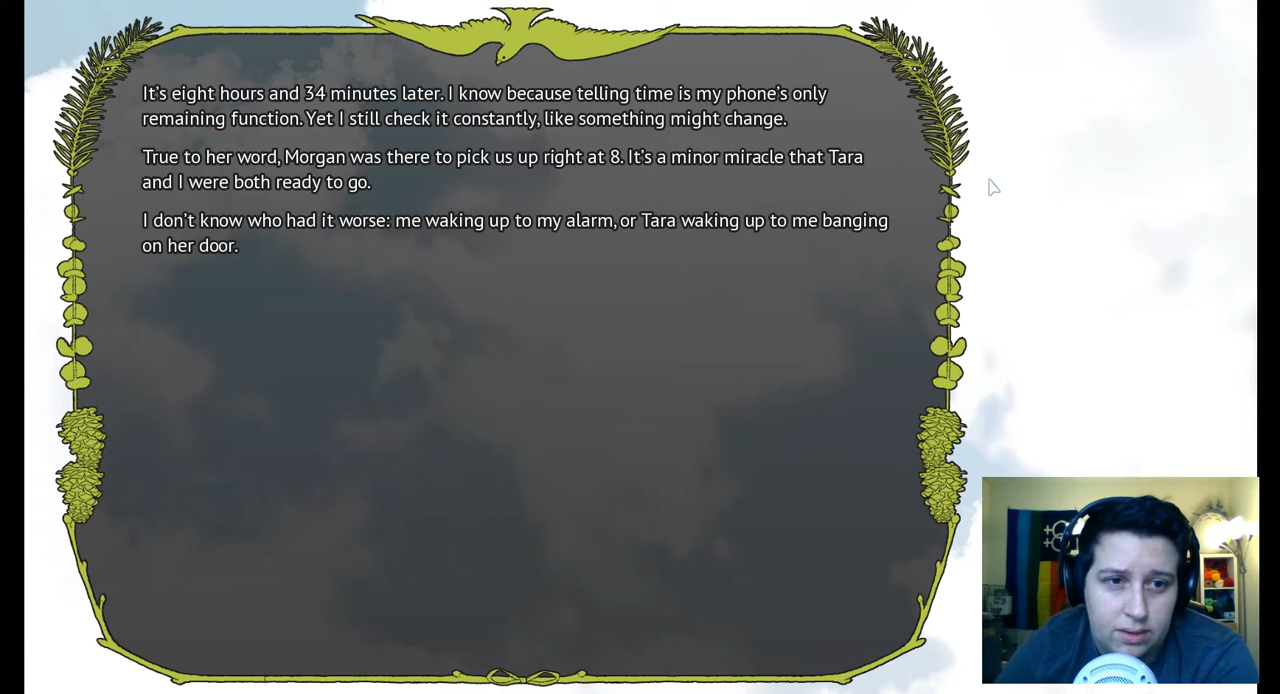 It's eight hours and 34 minutes later. I know because telling time is my phone's only
remaining function. Yet I still check it constantly, like something might change.
True to her word, Morgan was there to pick us up right at 8. It's a minor miracle that Tara
and I were both ready to go.
I don't know who had it worse: me waking up to my alarm, or Tara waking up to me banging
on her door.